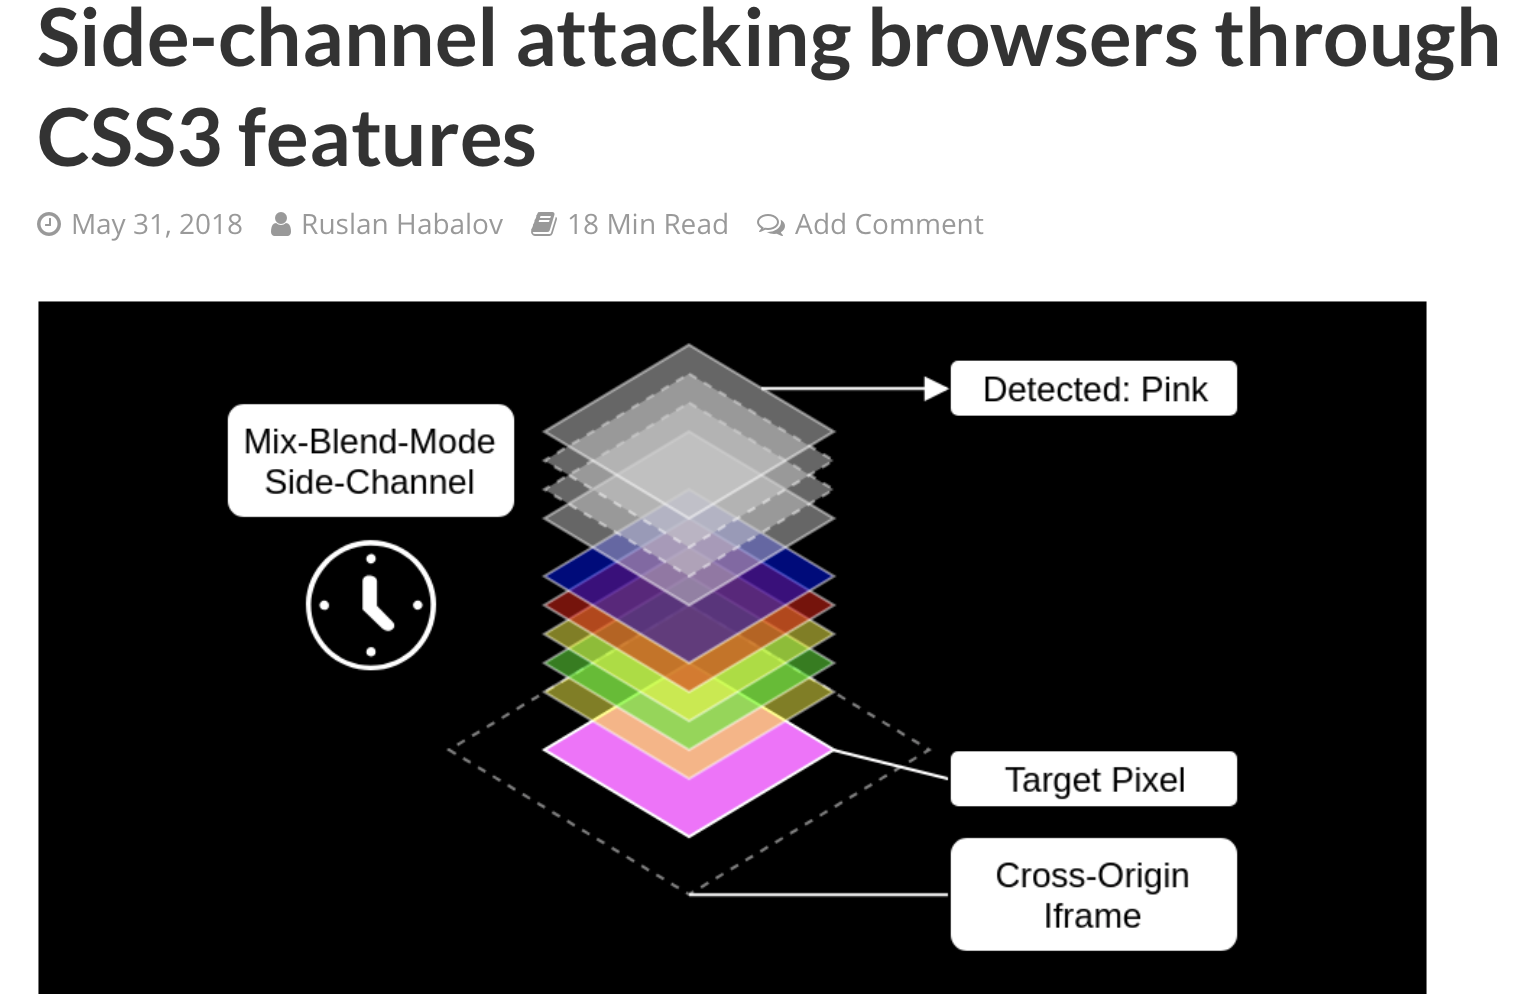 Side-channel attacking browsers through
CSS3 features
May 31, 2018 Ruslan Habalov 18 Min Read Add Comment
Detected: Pink
Mix-Blend-Mode
Side-Channel
Target Pixel
Cross-Origin
Iframe